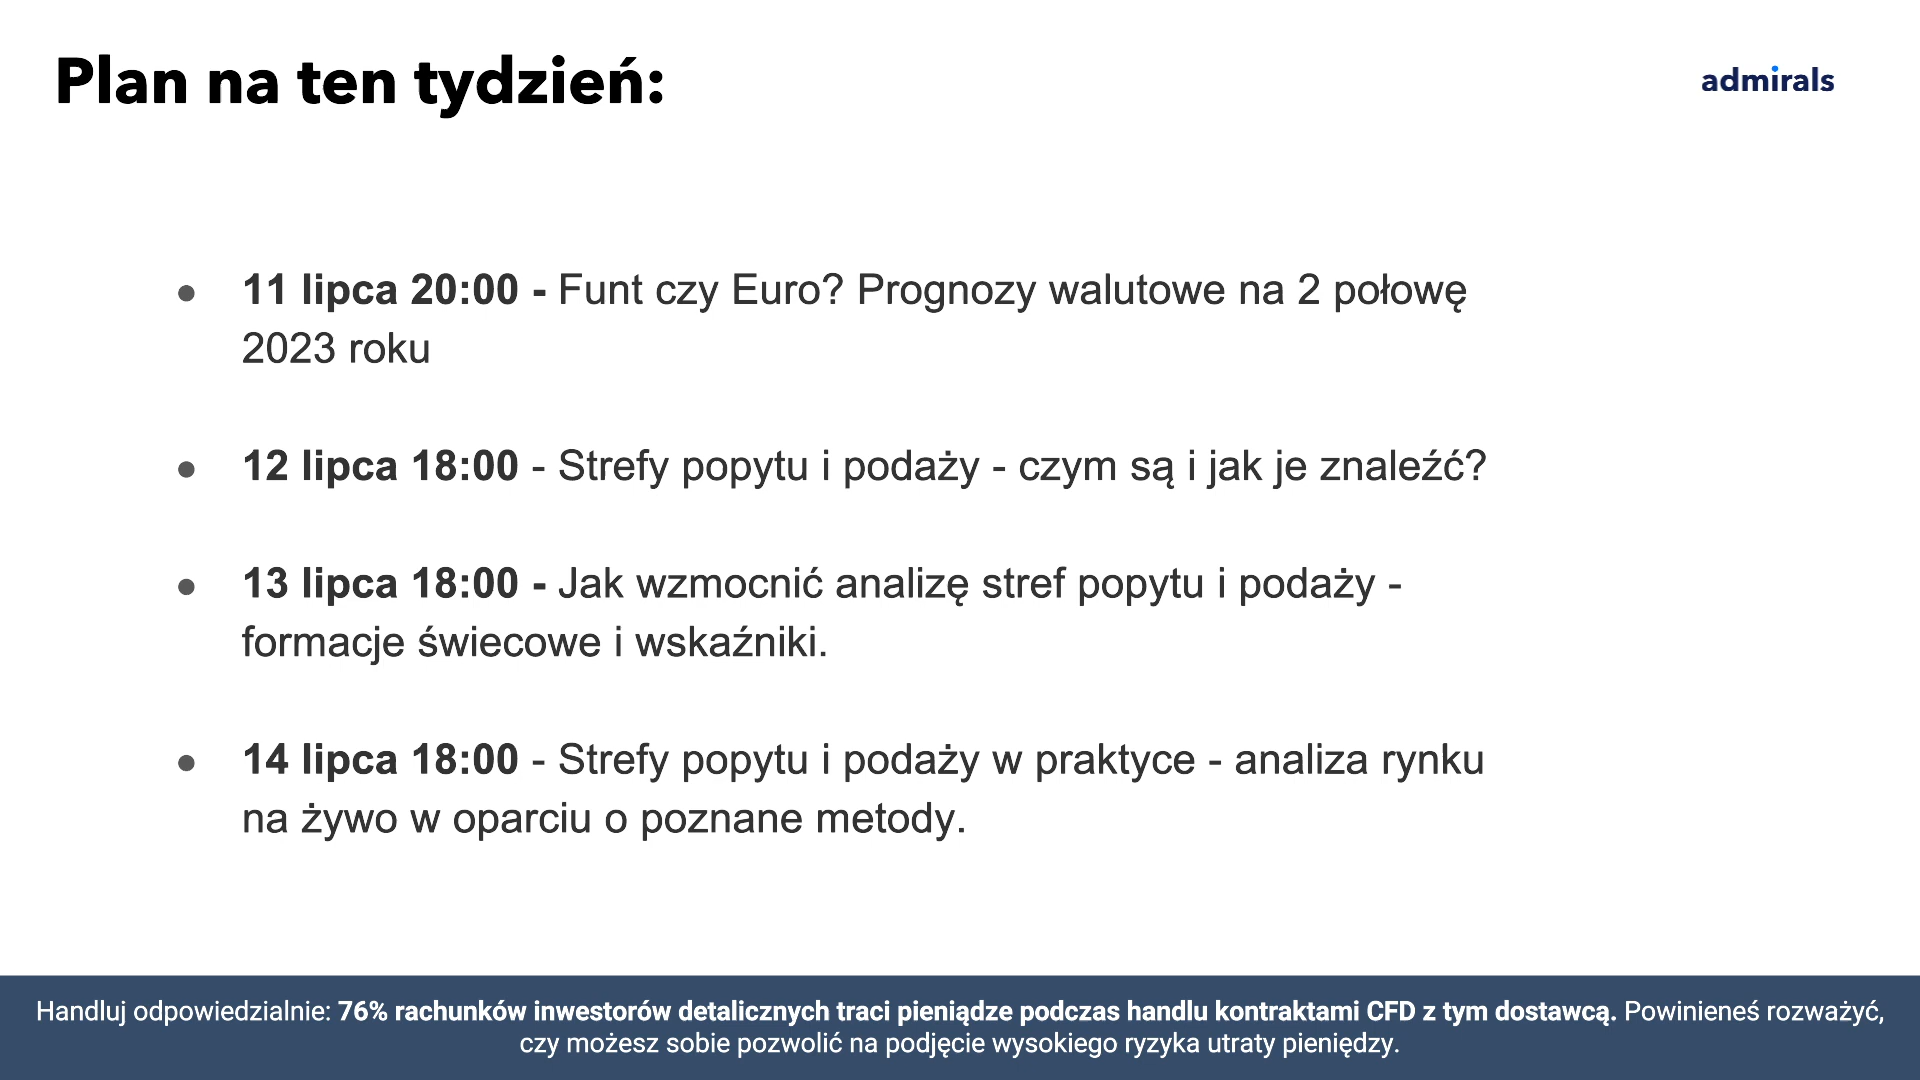 Plan na ten tydzień:
admirals
● 11 lipca 20:00 - Funt czy Euro? Prognozy walutowe na 2 połowę
2023 roku
● 12 lipca 18:00 - Strefy popytu i podaży - czym są i jak je znaleźć?
● 13 lipca 18:00 - Jak wzmocnić analizę stref popytu i podaży -
formacje świecowe i wskaźniki.
● 14 lipca 18:00 - Strefy popytu i podaży w praktyce - analiza rynku
na żywo w oparciu o poznane metody.
Handluj odpowiedzialnie: 76% rachunków inwestorów detalicznych traci pieniądze podczas handlu kontraktami CFD z tym dostawcą. Powinieneś rozważyć,
czy możesz sobie pozwolić na podjęcie wysokiego ryzyka utraty pieniędzy.